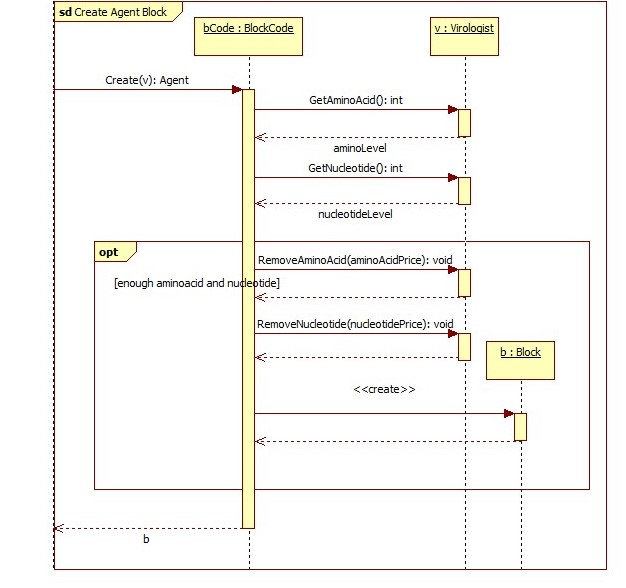 sd Create Agent Block
bCode : BlockCode
v : Virologist
Create(v): Agent
GetAminoAcid(): int
aminoLevel
GetNucleotide(): int
nucleotideLevel
opt
RemoveAminoAcid(aminoAcidPrice): void
[enough aminoacid and nucleotide]
RemoveNucleotide(nucleotidePrice): void
b : Block
<<create>>
b